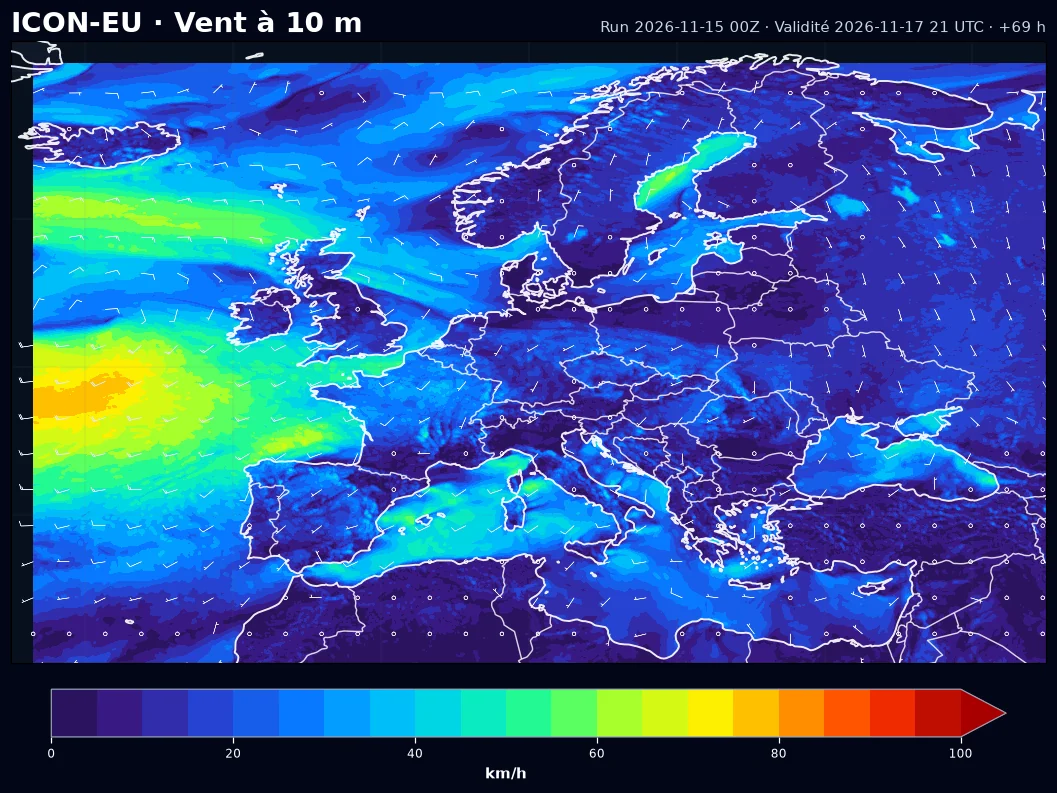 ICON-EU · Vent à 10 m
Run 2026-11-15 00Z · Validité 2026-11-17 21 UTC · +69 h
0 20 40 60 80 100
km/h